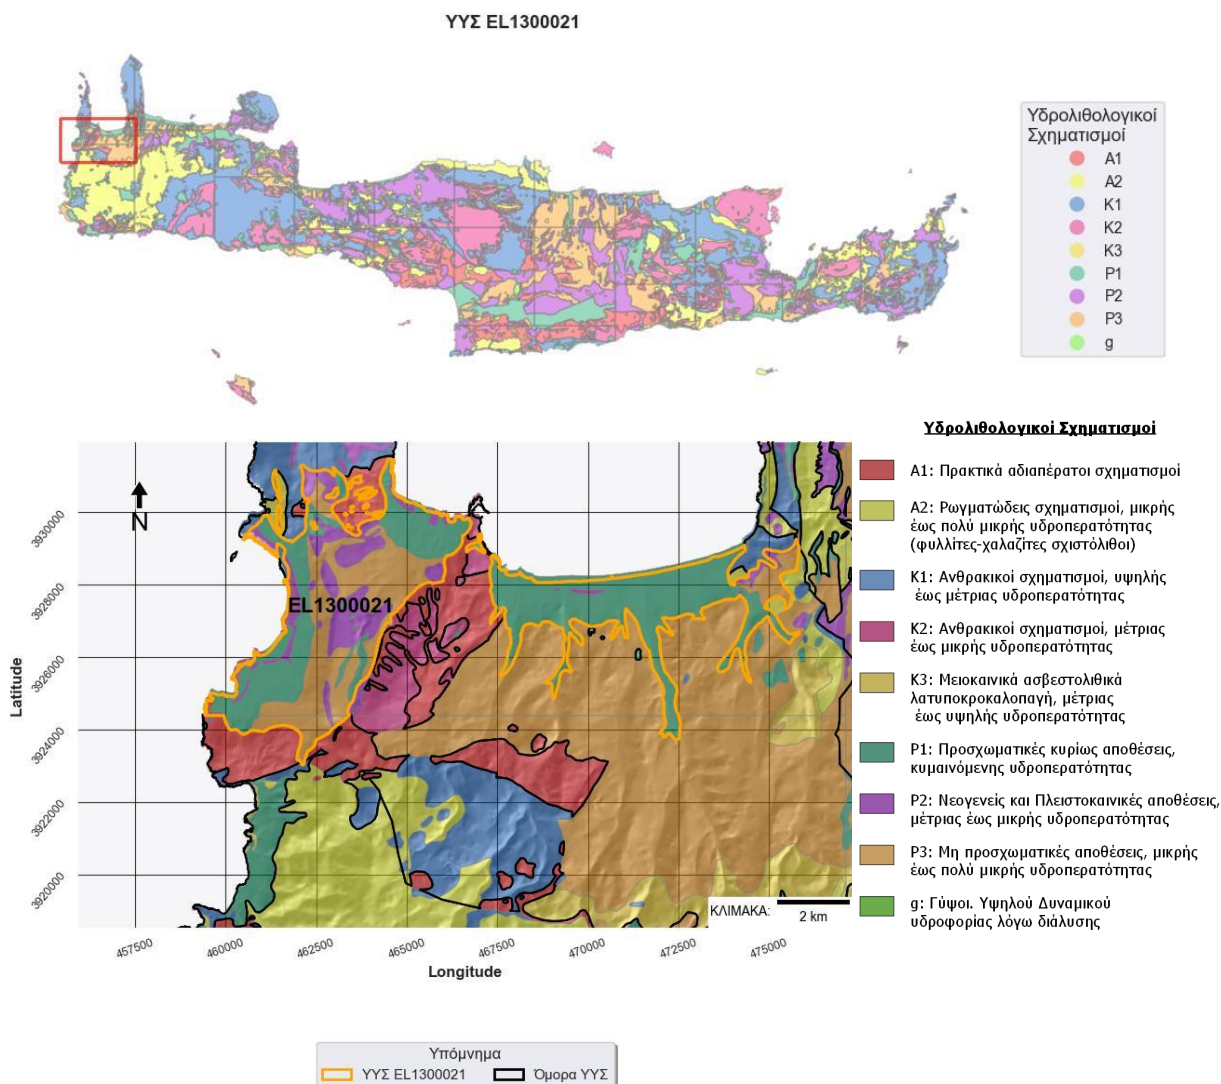 ΥΥΣ EL1300021
Υδρολιθολογικοί
Σχηματισμοί
A1
A2
K1
K2
K3
P1
P2
P3
g
Υδρολιθολογικοί Σχηματισμοί
A1: Πρακτικά αδιαπέρατοι σχηματισμοί
A2: Ρωγματώδεις σχηματισμοί, μικρής
έως πολύ μικρής υδροπερατότητας
(φυλλίτες-χαλαζίτες σχιστόλιθοι)
K1: Ανθρακικοί σχηματισμοί, υψηλής
έως μέτριας υδροπερατότητας
K2: Ανθρακικοί σχηματισμοί, μέτριας
έως μικρής υδροπερατότητας
K3: Μειοκαινικά ασβεστολιθικά
λατυποκροκαλοπαγή, μέτριας
έως υψηλής υδροπερατότητας
P1: Προσχωματικές κυρίως αποθέσεις,
κυμαινόμενης υδροπερατότητας
P2: Νεογενείς και Πλειστοκαινικές αποθέσεις,
μέτριας έως μικρής υδροπερατότητας
P3: Μη προσχωματικές αποθέσεις, μικρής
έως πολύ μικρής υδροπερατότητας
g: Γύψοι. Υψηλού Δυναμικού
υδροφορίας λόγω διάλυσης
N
EL1300021
Latitude
3930000
3928000
3926000
3924000
3922000
3920000
ΚΛΙΜΑΚΑ:
2 km
457500
460000
462500
465000
467500
470000
472500
475000
Longitude
Υπόμνημα
ΥΥΣ EL1300021
Όμορα ΥΥΣ